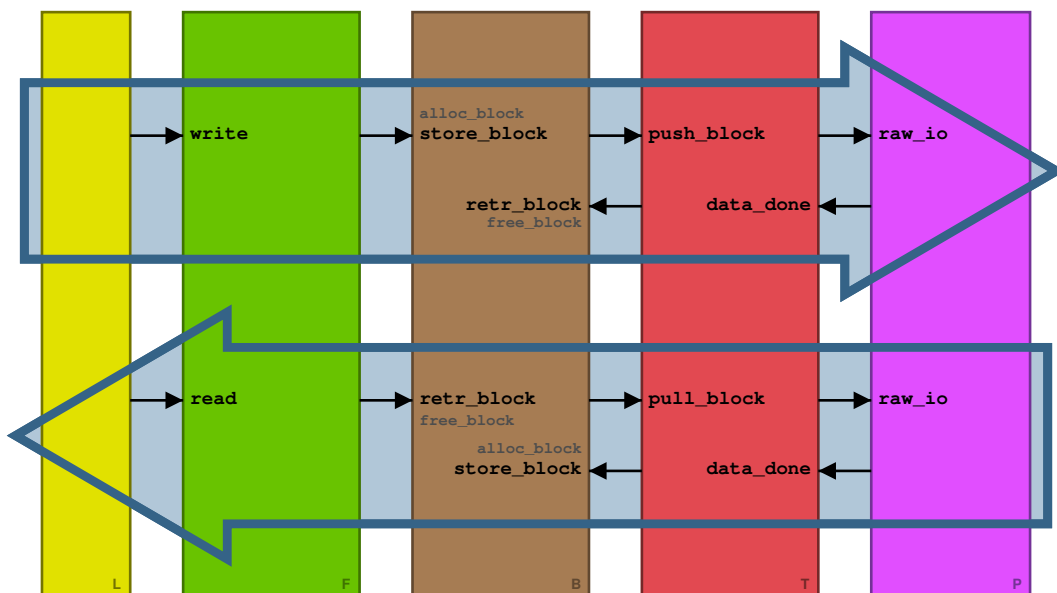 alloc_block
write store_block push_block raw_io
retr_block data_done
free_block
read retr_block pull_block raw_io
free_block
alloc_block
store_block data_done
L F B T P